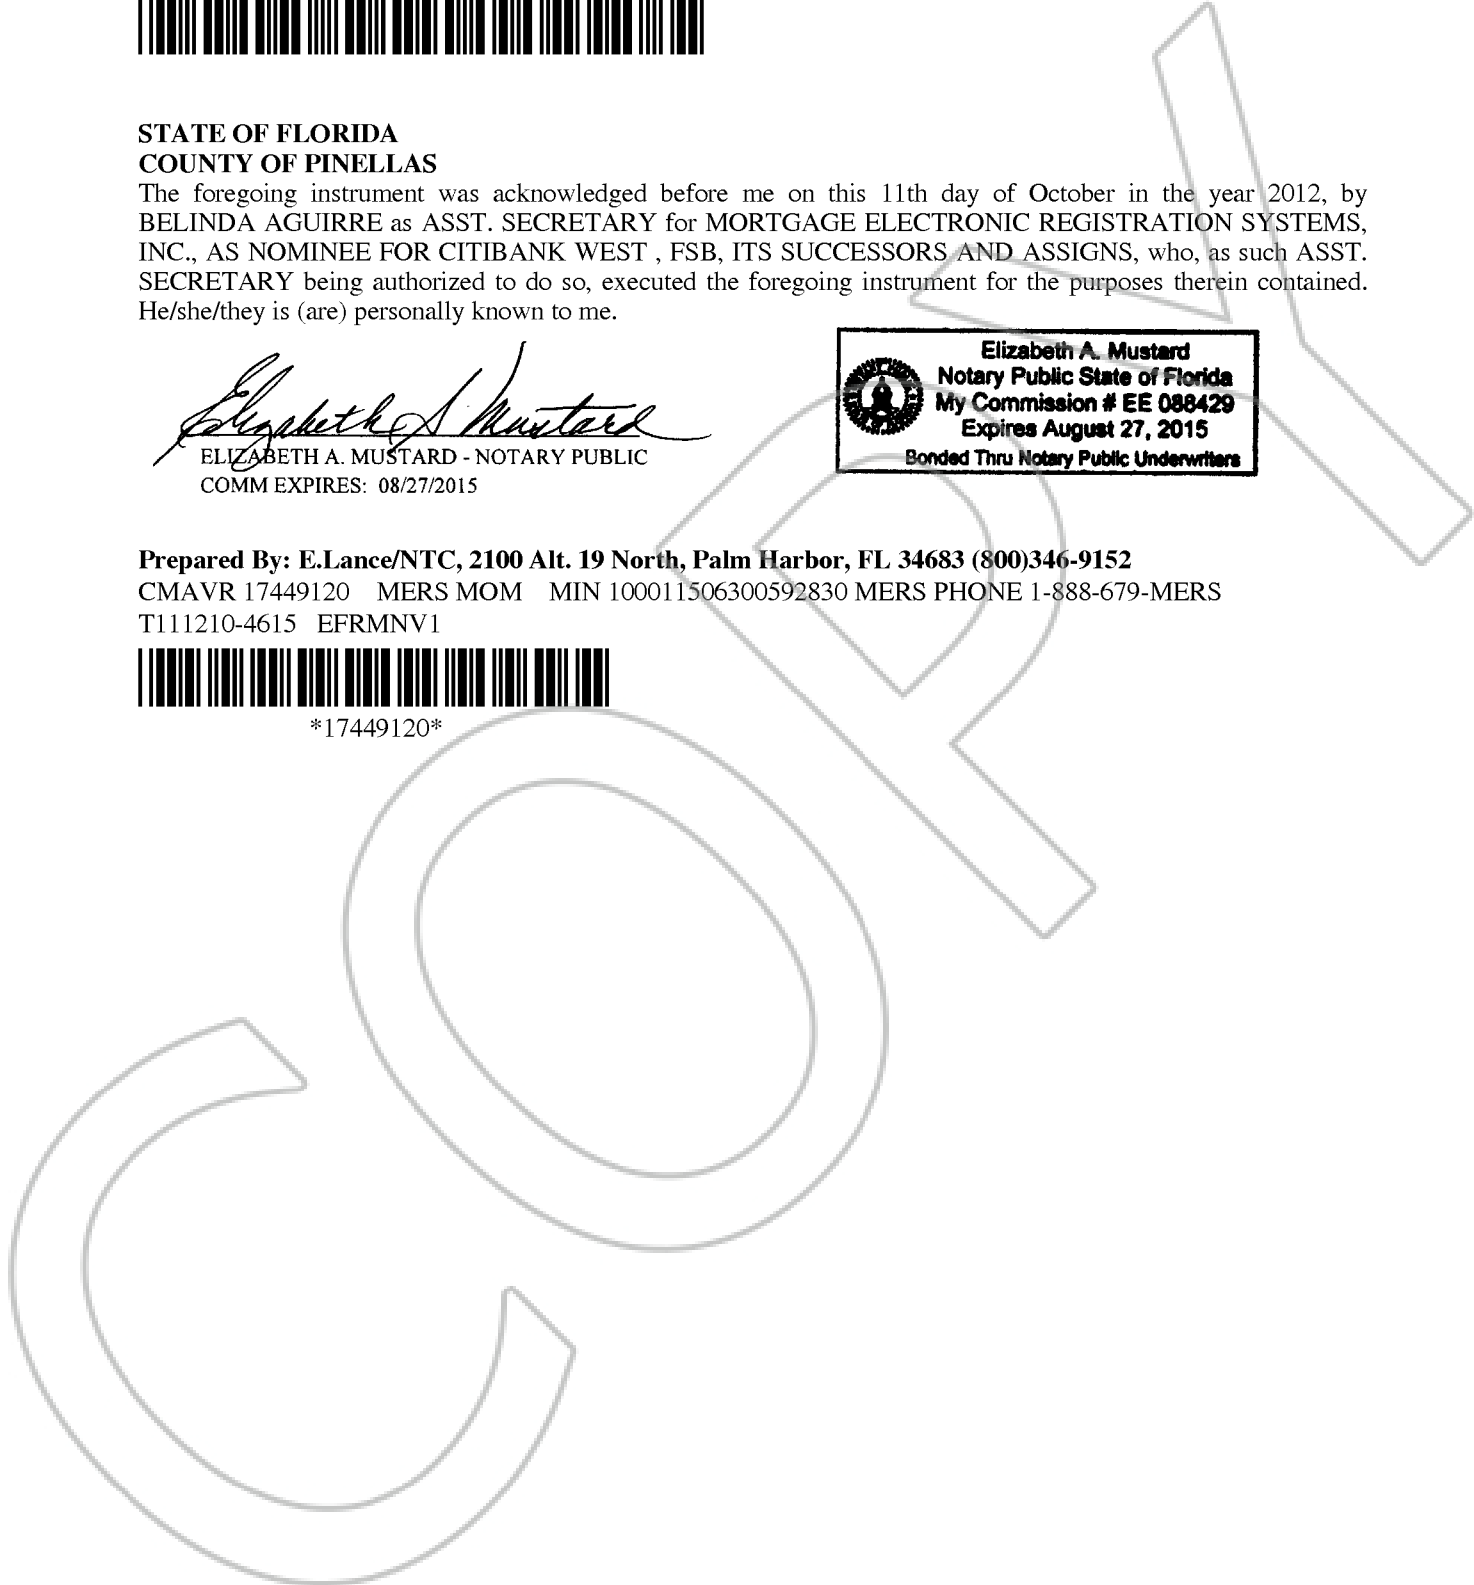 STATE OF FLORIDA
COUNTY OF PINELLAS
The foregoing instrument was acknowledged before me on this 11th day of October in the year 2012, by
BELINDA AGUIRRE as ASST. SECRETARY for MORTGAGE ELECTRONIC REGISTRATION SYSTEMS,
INC., AS NOMINEE FOR CITIBANK WEST , FSB, ITS SUCCESSORS AND ASSIGNS, who, as such ASST.
SECRETARY being authorized to do so, executed the foregoing instrument for the purposes therein contained.
He/she/they is (are) personally known to me.
Elizabeth A. Mustard
ELIZABETH A. MUSTARD - NOTARY PUBLIC
COMM EXPIRES: 08/27/2015
Elizabeth A. Mustard
Notary Public State of Florida
My Commission # EE 088429
Expires August 27, 2015
Bonded Thru Notary Public Underwriters
Prepared By: E.Lance/NTC, 2100 Alt. 19 North, Palm Harbor, FL 34683 (800)346-9152
CMAVR 17449120 MERS MOM MIN 100011506300592830 MERS PHONE 1-888-679-MERS
T111210-4615 EFRMNV1
*17449120*
COPY